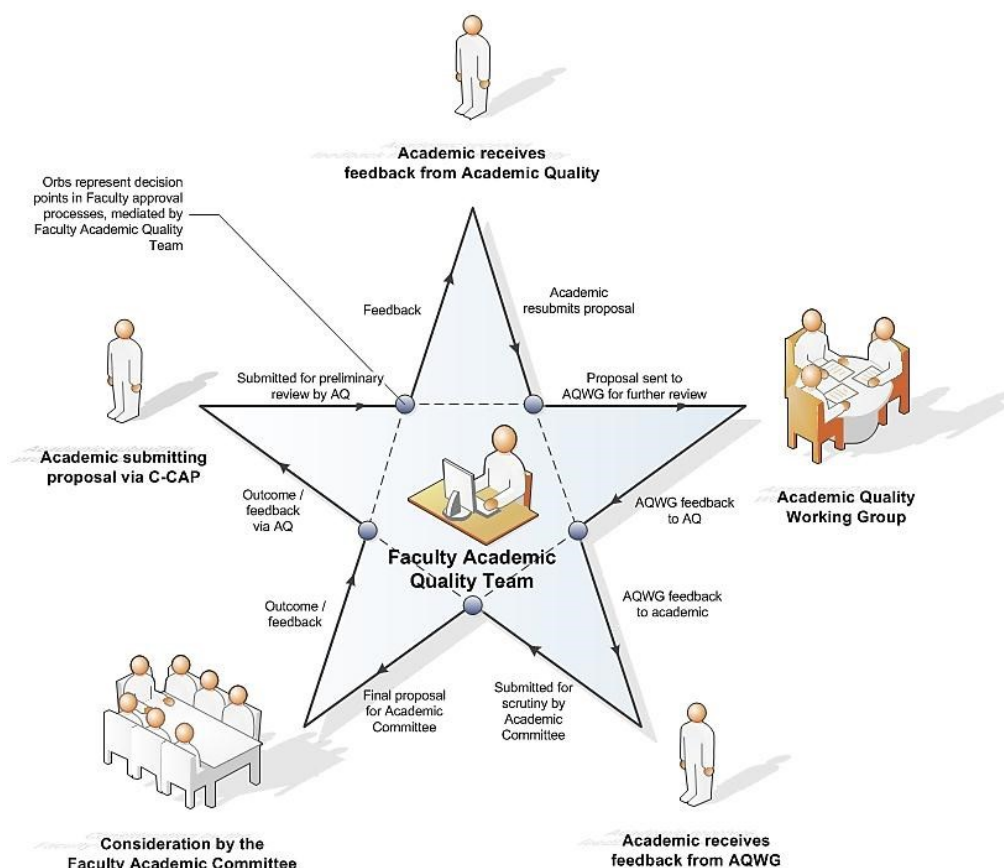 Academic receives
feedback from Academic Quality
Orbs represent decision
points in Faculty approval
processes, mediated by
Faculty Academic Quality
Team
Feedback
Academic
resubmits proposal
Submitted for preliminary
review by AQ
Proposal sent to
AQWG for further review
Academic submitting
proposal via C-CAP
Outcome /
feedback
via AQ
AQWG feedback
to AQ
Academic Quality
Working Group
Faculty Academic
Quality Team
Outcome /
feedback
AQWG feedback
to academic
Final proposal
for Academic
Committee
Submitted for
scrutiny by
Academic
Committee
Consideration by the
Faculty Academic Committee
Academic receives
feedback from AQWG